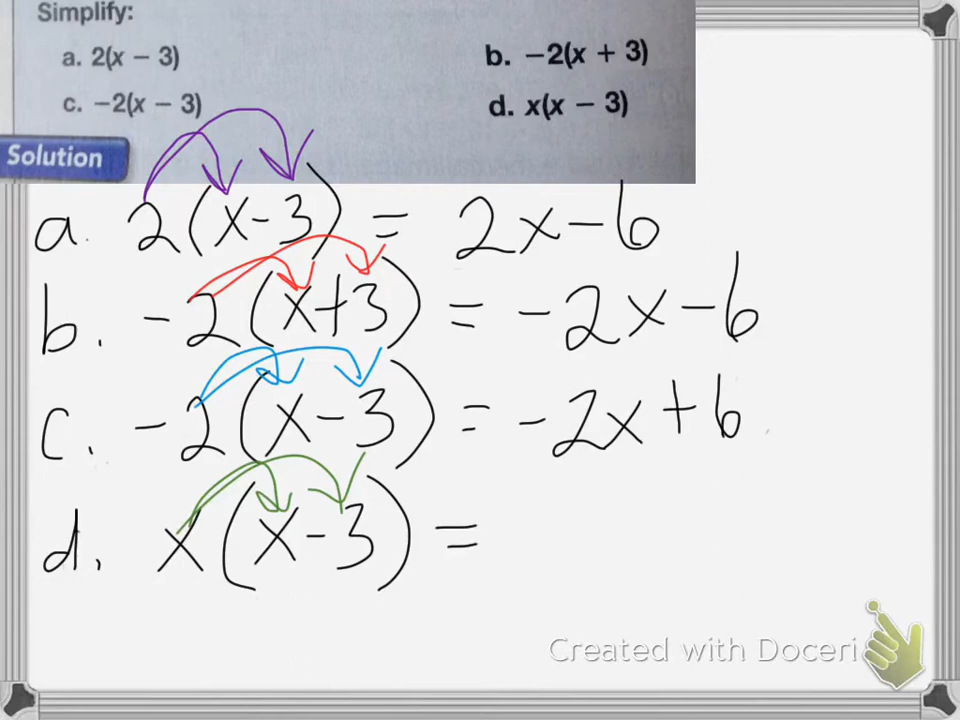 Simplify:
a. 2(x − 3)
b. −2(x + 3)
c. −2(x − 3)
d. x(x − 3)
Solution
a. 2(x-3) = 2x-6
b. -2(x+3) = -2x-6
c. -2(x-3) = -2x+6
d. x(x-3) =
Created with Doceri